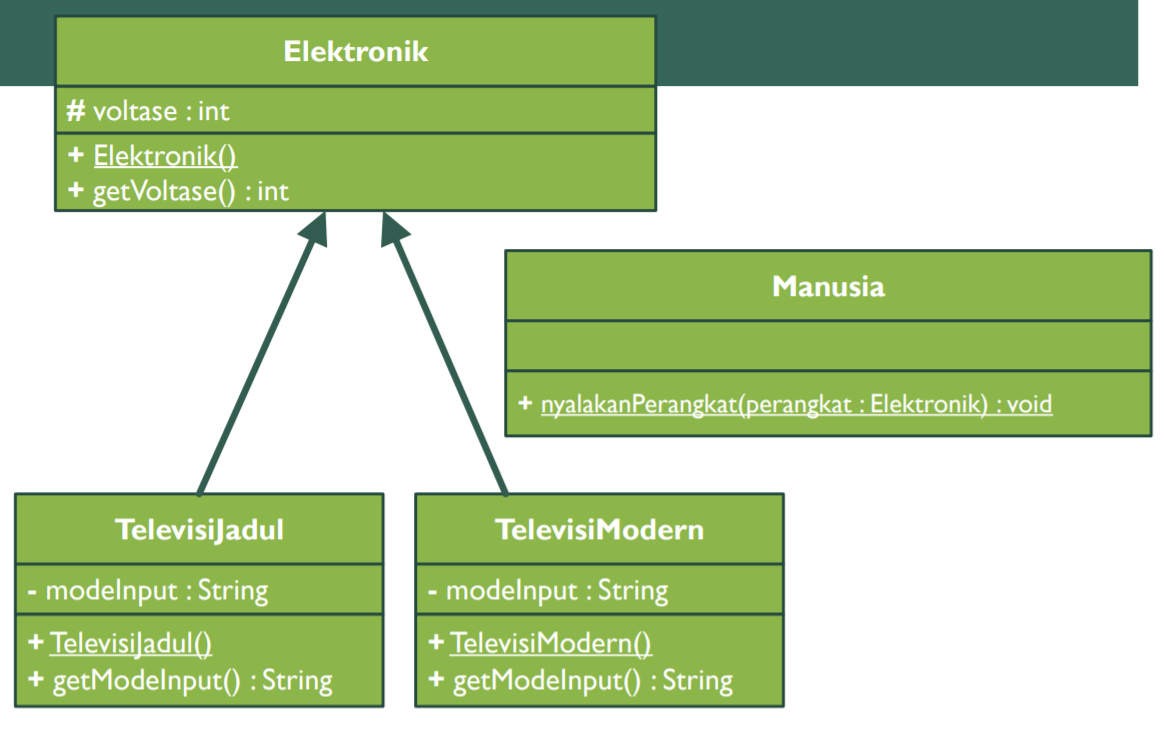 Elektronik
# voltase : int
+ Elektronik()
+ getVoltase() : int
Manusia
+ nyalakanPerangkat(perangkat : Elektronik) : void
TelevisiJadul
- modeInput : String
+ TelevisiJadul()
+ getModeInput() : String
TelevisiModern
- modeInput : String
+ TelevisiModern()
+ getModeInput() : String